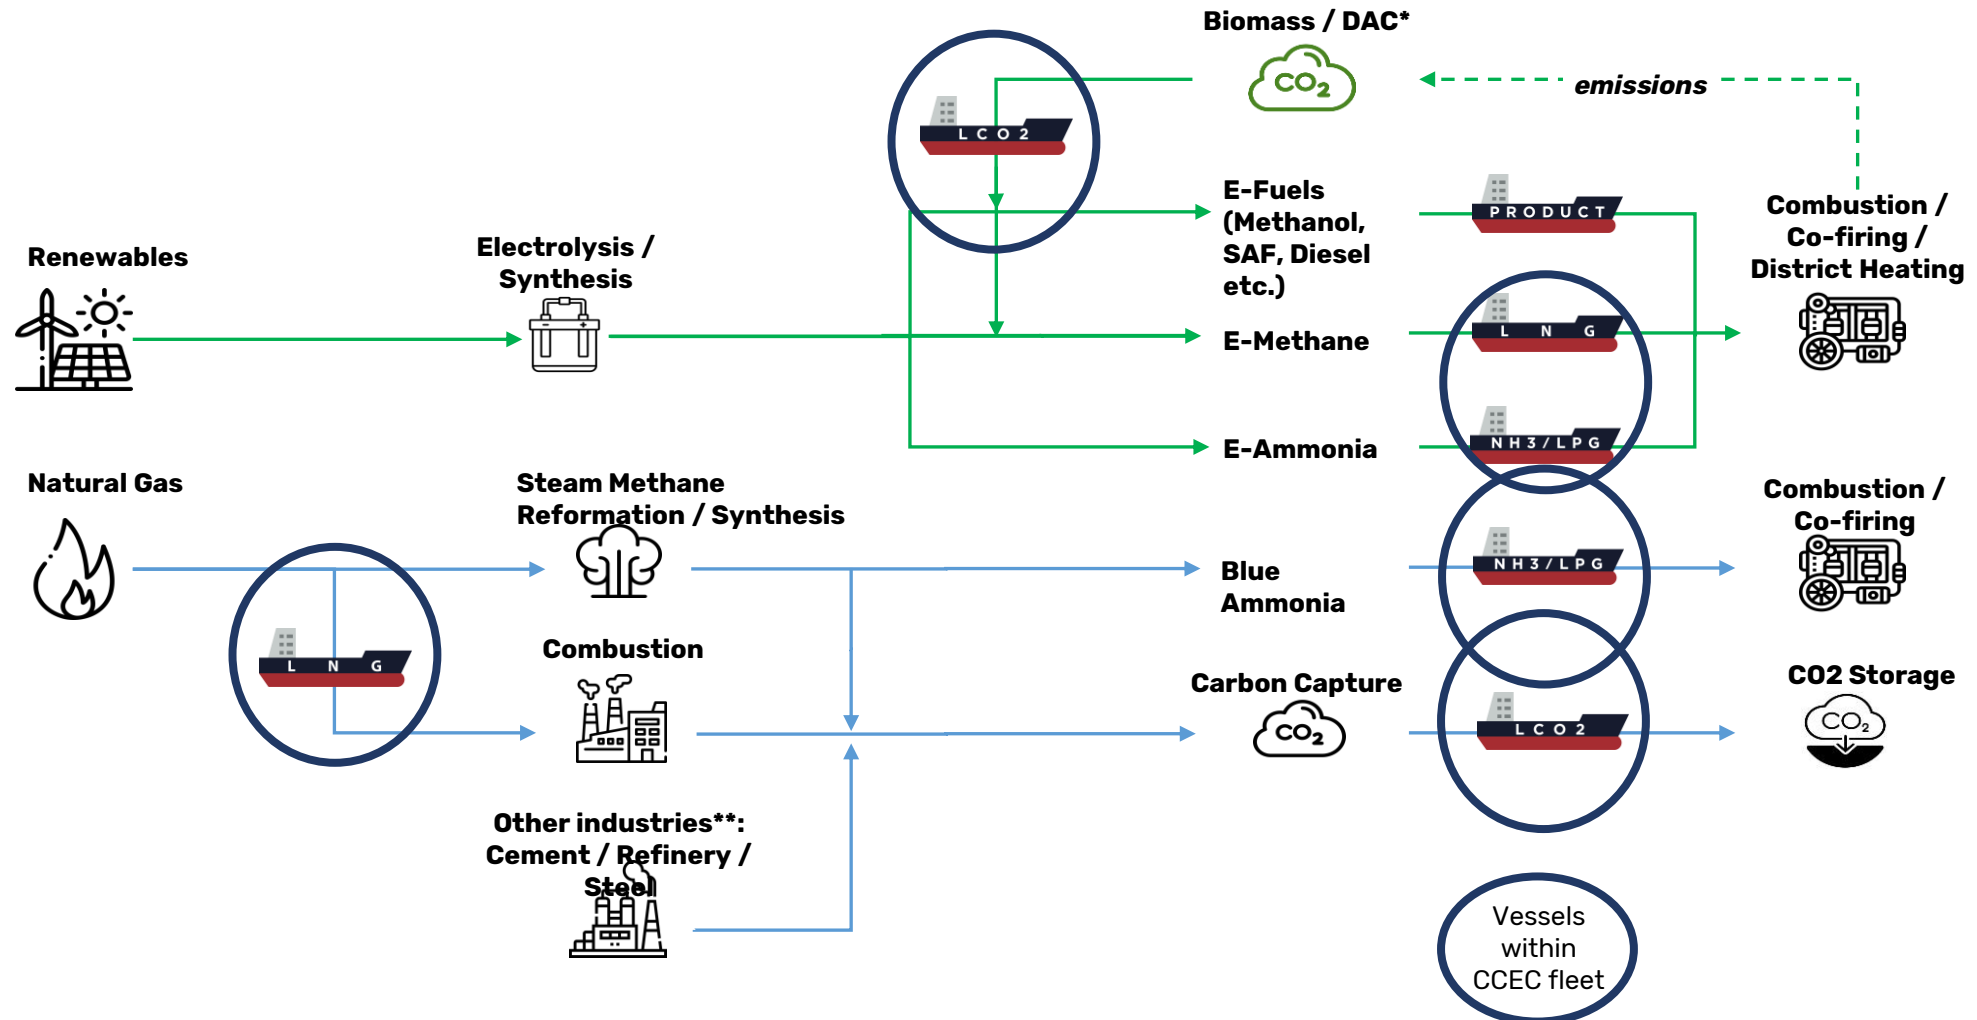 Biomass / DAC*
CO2
emissions
LCO2
E-Fuels
(Methanol,
SAF, Diesel
etc.)
PRODUCT
Combustion /
Co-firing /
District Heating
Renewables
Electrolysis /
Synthesis
E-Methane
LNG
E-Ammonia
NH3/LPG
Natural Gas
Steam Methane
Reformation / Synthesis
Blue
Ammonia
NH3/LPG
Combustion /
Co-firing
LNG
Combustion
Carbon Capture
CO2
LCO2
CO2 Storage
CO2
Other industries**:
Cement / Refinery /
Steel
Vessels
within
CCEC fleet